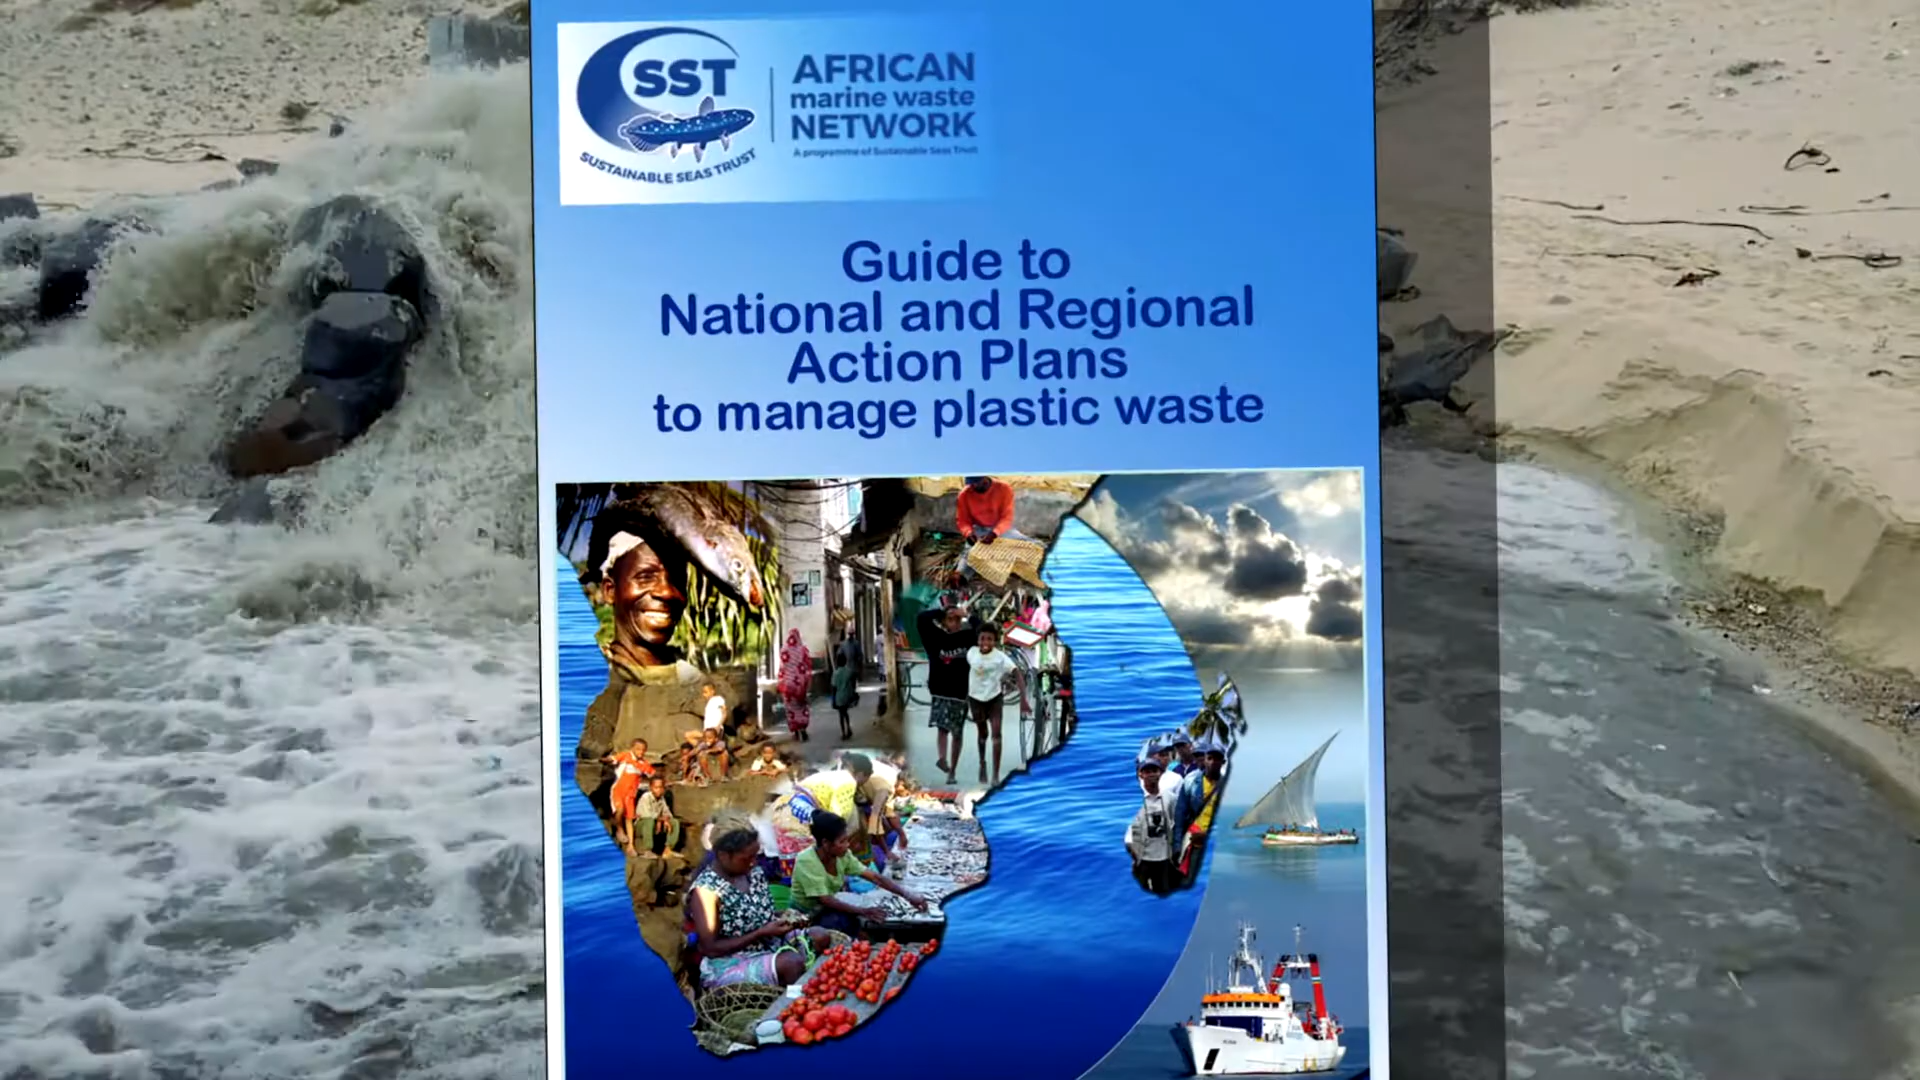 SST
SUSTAINABLE SEAS TRUST
AFRICAN
marine waste
NETWORK
A programme of Sustainable Seas Trust
Guide to
National and Regional
Action Plans
to manage plastic waste